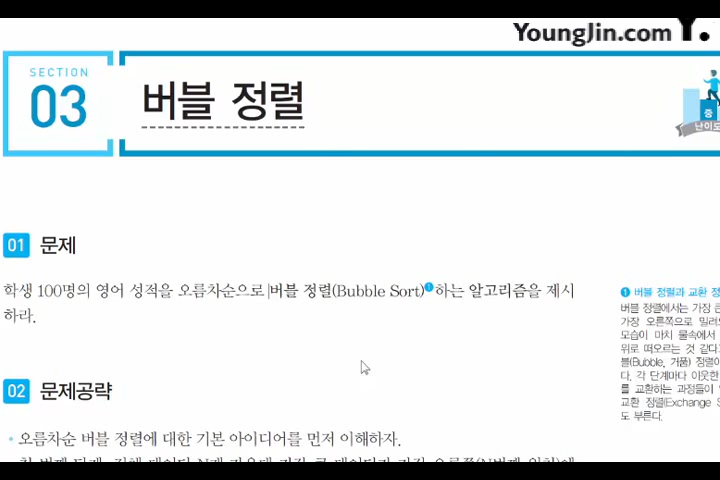 YoungJin.com Y.
SECTION
03
버블 정렬
중
난이도
01 문제
학생 100명의 영어 성적을 오름차순으로 버블 정렬(Bubble Sort)❶하는 알고리즘을 제시
하라.
❶ 버블 정렬과 교환 정
버블 정렬에서는 가장 큰
가장 오른쪽으로 밀려
모습이 마치 물속에서
위로 떠오르는 것 같다
블(Bubble, 거품) 정렬이
다. 각 단계마다 이웃한
를 교환하는 과정들이
교환 정렬(Exchange S
도 부른다.
02 문제공략
• 오름차순 버블 정렬에 대한 기본 아이디어를 먼저 이해하자.